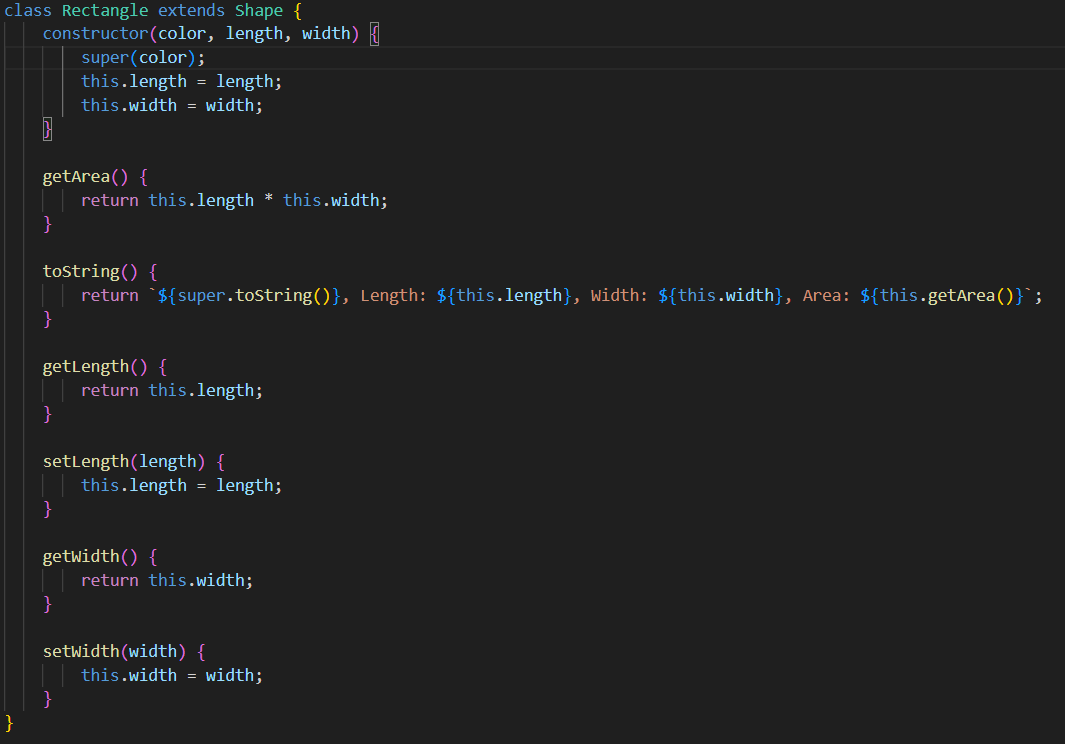 class Rectangle extends Shape {
    constructor(color, length, width) {
        super(color);
        this.length = length;
        this.width = width;
    }

    getArea() {
        return this.length * this.width;
    }

    toString() {
        return `${super.toString()}, Length: ${this.length}, Width: ${this.width}, Area: ${this.getArea()}`;
    }

    getLength() {
        return this.length;
    }

    setLength(length) {
        this.length = length;
    }

    getWidth() {
        return this.width;
    }

    setWidth(width) {
        this.width = width;
    }
}